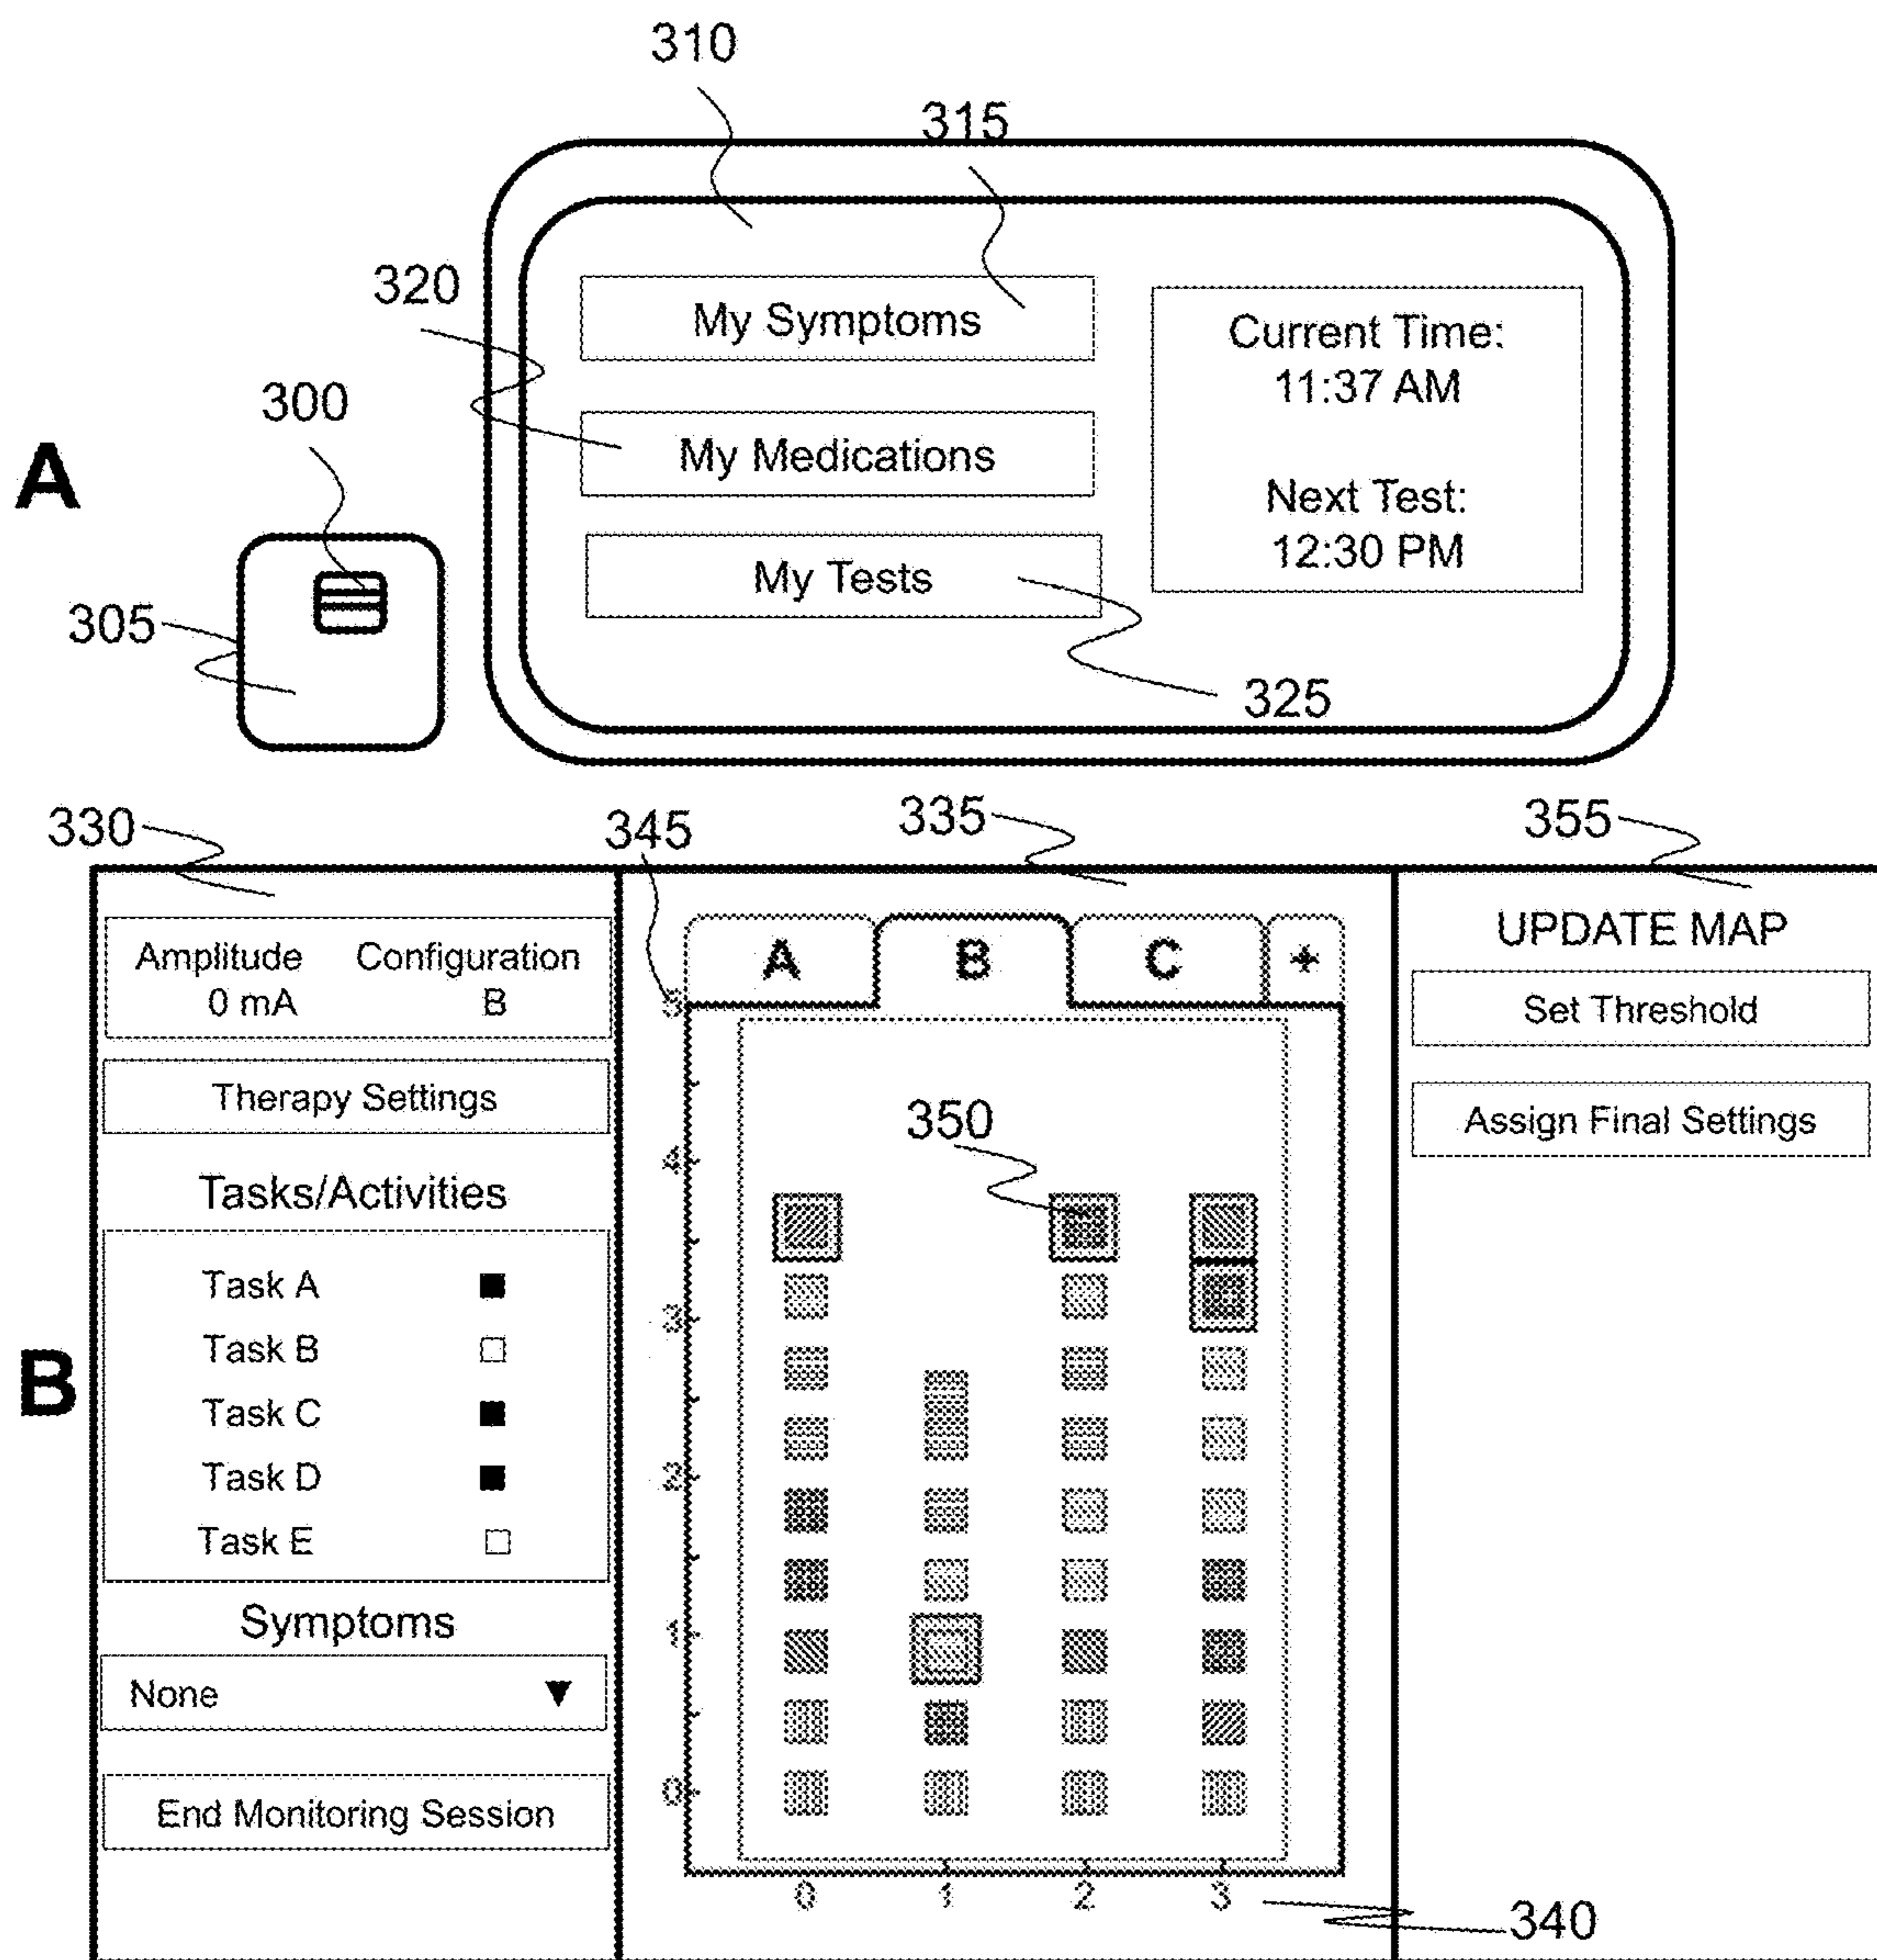 310
315
320
My Symptoms
Current Time:
11:37 AM
300
My Medications
A
Next Test:
12:30 PM
My Tests
305
325
330
345
335
355
Amplitude Configuration
0 mA B
A B C +
UPDATE MAP
Set Threshold
Therapy Settings
Assign Final Settings
350
Tasks/Activities
Task A
Task B
Task C
Task D
Task E
B
Symptoms
None
End Monitoring Session
5
4
3
2
1
0
0 1 2 3
340